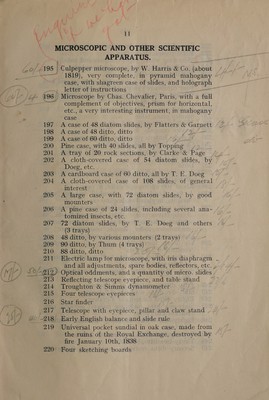 11
MICROSCOPIC AND OTHER SCIENTIFIC
APPARATUS.
195 Culpepper microscope, by W. Harris & Co. (about
1819), very complete, in pyramid mahogany
case, with shagreen case of slides, and holograph
letter of instructions
196 Microscope by Chas. Chevalier, Paris, with a full
complement of objectives, prism for horizontal,
etc., a very interesting instrument, in mahogany
case
197 A case of 48 diatom slides, by Flatters & Garnett
198 A case of 48 ditto, ditto
199 A case of 60 ditto, ditto
200 Pine case, with 40 slides, all by Topping
201 A tray of 20 rock sections, by Clarke & Page
202 A cloth-covered case of 54 diatom slides, by
Doeg, etc.
203 A cardboard case of 60 ditto, all by T. E. Doeg
204 A cloth-covered case of 108 slides, of general
interest
205 A large case, with 72 diatom slides, by good
mounters
206 A pine case of 24 slides, including several ana-
tomized insects, etc.
207 72 diatom slides, by T. E. Doeg and others
(3 trays)
208 48 ditto, by various mounters (2 trays)
209 90 ditto, by Thum (4 trays)
210 88 ditto, ditto
211 Electric lamp for microscope, with iris diaphragm
and all adjustments, spare bodies, reflectors, etc.
212 Optical oddments, and a quantity of micro. slides
213 Reflecting telescope eyepiece, and table stand
214 Troughton & Simms dynamometer
215 Four telescope eyepieces
216 Star finder
217 Telescope with eyepiece, pillar and claw stand
218 Early English balance and slide rule
219 Universal pocket sundial in oak case, made from
the ruins of the Royal Exchange, destroyed by
fire January 10th, 1838
220 Four sketching boards